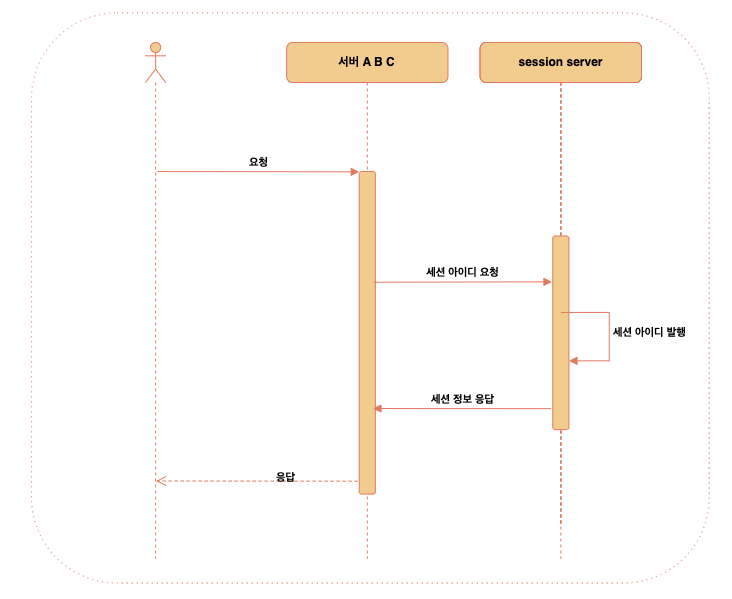 서버 A B C
session server
요청
세션 아이디 요청
세션 아이디 발행
세션 정보 응답
응답